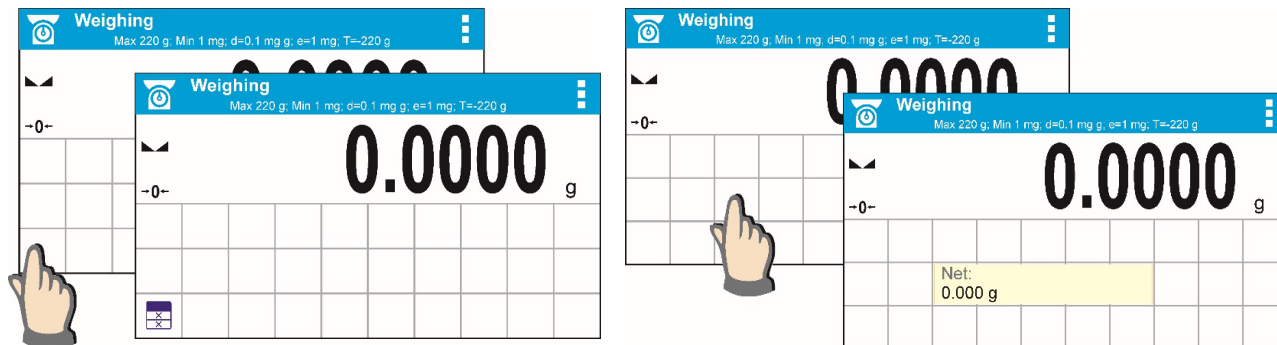 Weighing
Max 220 g; Min 1 mg; d=0.1 mg g; e=1 mg; T=-220 g
0.0000
→0←
Weighing
Max 220 g; Min 1 mg; d=0.1 mg g; e=1 mg; T=-220 g
0.0000 g
→0←
Weighing
Max 220 g; Min 1 mg; d=0.1 mg g; e=1 mg; T=-220 g
0.0000
→0←
Weighing
Max 220 g; Min 1 mg; d=0.1 mg g; e=1 mg; T=-220 g
0.0000 g
→0←
Net:
0.000 g